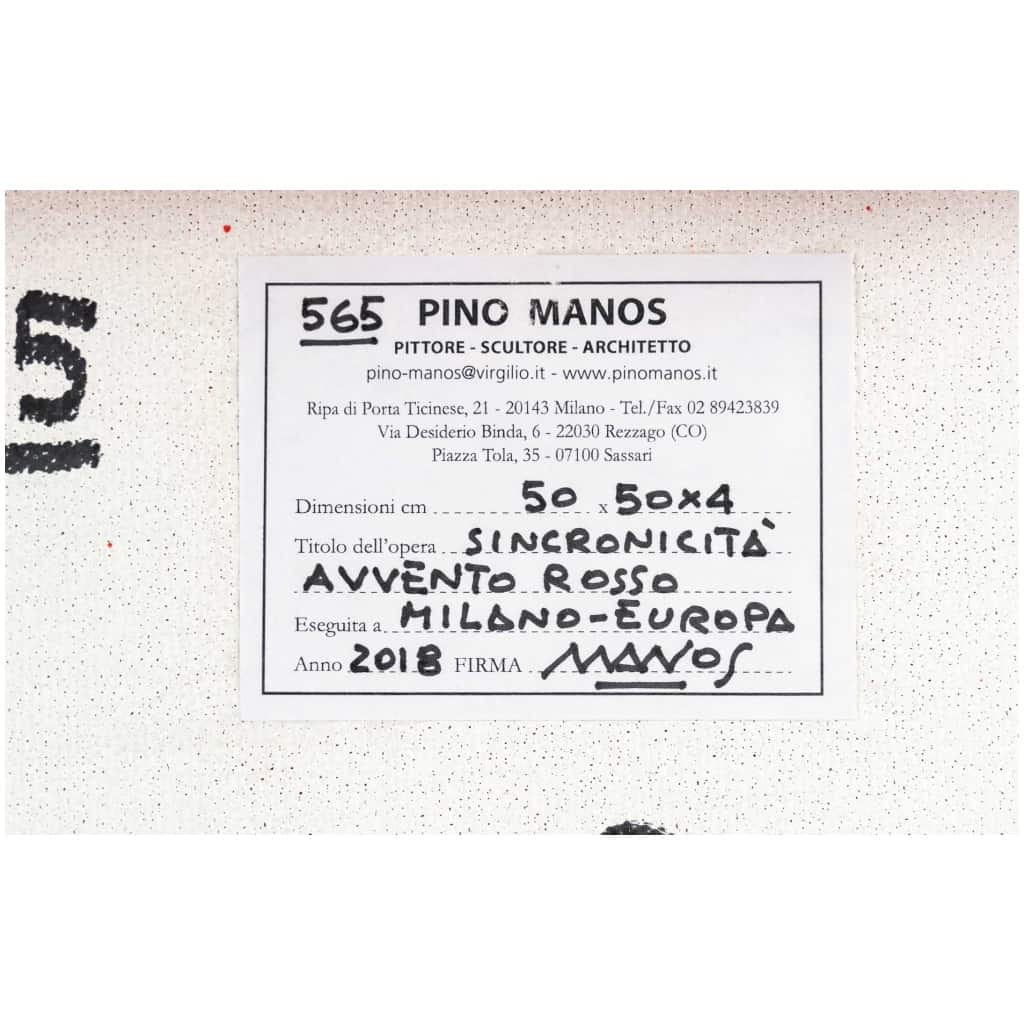 5
565 PINO MANOS
PITTORE - SCULTORE - ARCHITETTO
pino-manos@virgilio.it - www.pinomanos.it
Ripa di Porta Ticinese, 21 - 20143 Milano - Tel./Fax 02 89423839
Via Desiderio Binda, 6 - 22030 Rezzago (CO)
Piazza Tola, 35 - 07100 Sassari
Dimensioni cm 50 x 50x4
Titolo dell'opera SINCRONICITÀ
AVVENTO ROSSO
Eseguita a MILANO-EUROPA
Anno 2018 FIRMA MANOS